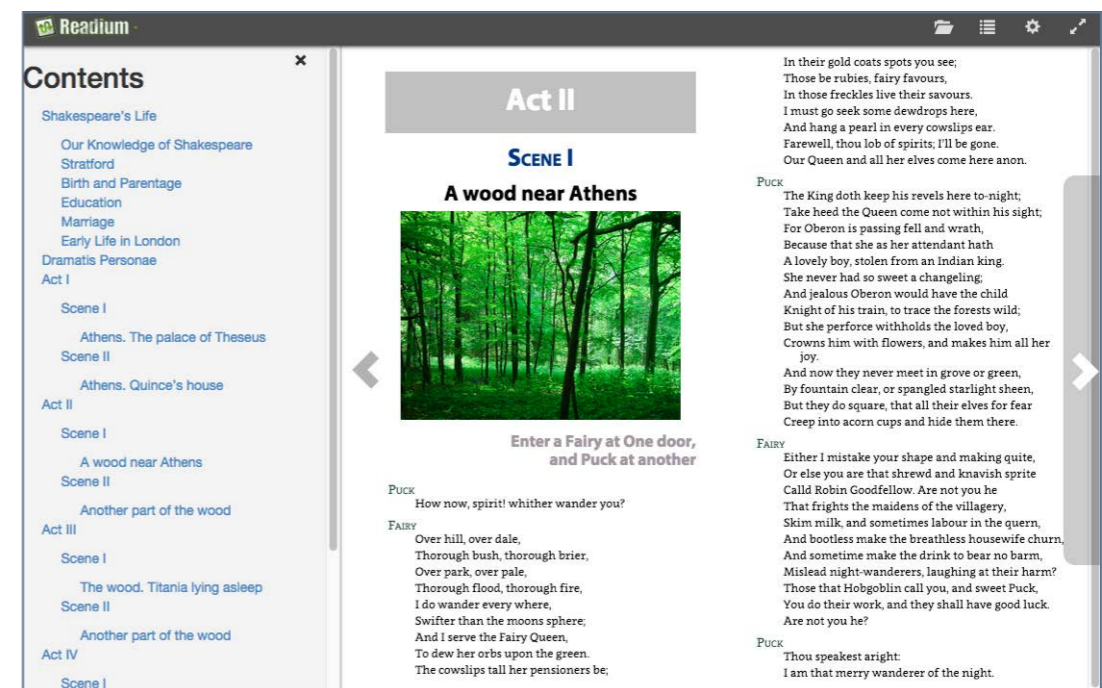 Readium
Contents
Shakespeare's Life
Our Knowledge of Shakespeare
Stratford
Birth and Parentage
Education
Marriage
Early Life in London
Dramatis Personae
Act I
Scene I
Athens. The palace of Theseus
Scene II
Athens. Quince's house
Act II
Scene I
A wood near Athens
Scene II
Another part of the wood
Act III
Scene I
The wood. Titania lying asleep
Scene II
Another part of the wood
Act IV
Scene I
Act II
Scene I
A wood near Athens
Enter a Fairy at One door,
and Puck at another
Puck
How now, spirit! whither wander you?
Fairy
Over hill, over dale,
Thorough bush, thorough brier,
Over park, over pale,
Thorough flood, thorough fire,
I do wander every where,
Swifter than the moons sphere;
And I serve the Fairy Queen,
To dew her orbs upon the green.
The cowslips tall her pensioners be;
In their gold coats spots you see;
Those be rubies, fairy favours,
In those freckles live their savours.
I must go seek some dewdrops here,
And hang a pearl in every cowslips ear.
Farewell, thou lob of spirits; I'll be gone.
Our Queen and all her elves come here anon.
Puck
The King doth keep his revels here to-night;
Take heed the Queen come not within his sight;
For Oberon is passing fell and wrath,
Because that she as her attendant hath
A lovely boy, stolen from an Indian king.
She never had so sweet a changeling;
And jealous Oberon would have the child
Knight of his train, to trace the forests wild;
But she perforce withholds the loved boy,
Crowns him with flowers, and makes him all her
joy.
And now they never meet in grove or green,
By fountain clear, or spangled starlight sheen,
But they do square, that all their elves for fear
Creep into acorn cups and hide them there.
Fairy
Either I mistake your shape and making quite,
Or else you are that shrewd and knavish sprite
Calld Robin Goodfellow. Are not you he
That frights the maidens of the villagery,
Skim milk, and sometimes labour in the quern,
And bootless make the breathless housewife churn,
And sometime make the drink to bear no barm,
Mislead night-wanderers, laughing at their harm?
Those that Hobgoblin call you, and sweet Puck,
You do their work, and they shall have good luck.
Are not you he?
Puck
Thou speakest aright:
I am that merry wanderer of the night.